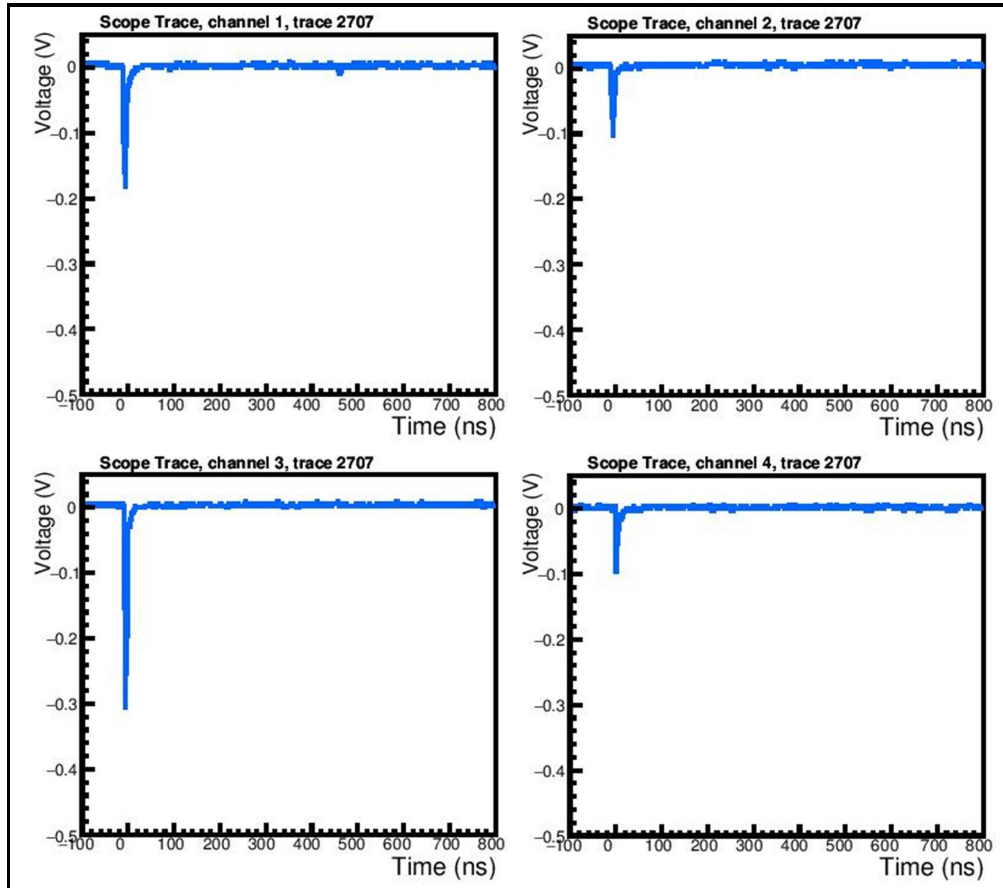 Scope Trace, channel 1, trace 2707
Voltage (V)
0
−0.1
−0.2
−0.3
−0.4
−0.5
−100 0 100 200 300 400 500 600 700 800
Time (ns)
Scope Trace, channel 2, trace 2707
Voltage (V)
0
−0.1
−0.2
−0.3
−0.4
−0.5
−100 0 100 200 300 400 500 600 700 800
Time (ns)
Scope Trace, channel 3, trace 2707
Voltage (V)
0
−0.1
−0.2
−0.3
−0.4
−0.5
−100 0 100 200 300 400 500 600 700 800
Time (ns)
Scope Trace, channel 4, trace 2707
Voltage (V)
0
−0.1
−0.2
−0.3
−0.4
−0.5
−100 0 100 200 300 400 500 600 700 800
Time (ns)